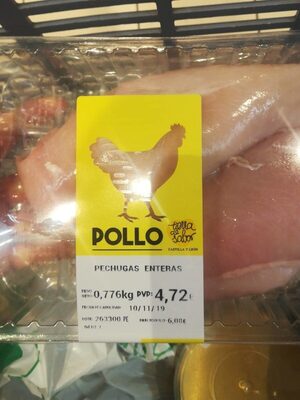 POLLO
tierra de sabor
CASTILLA Y LEÓN
PECHUGAS ENTERAS
0,776kg PVP: 4,72€
10/11/19
263300
6,08€